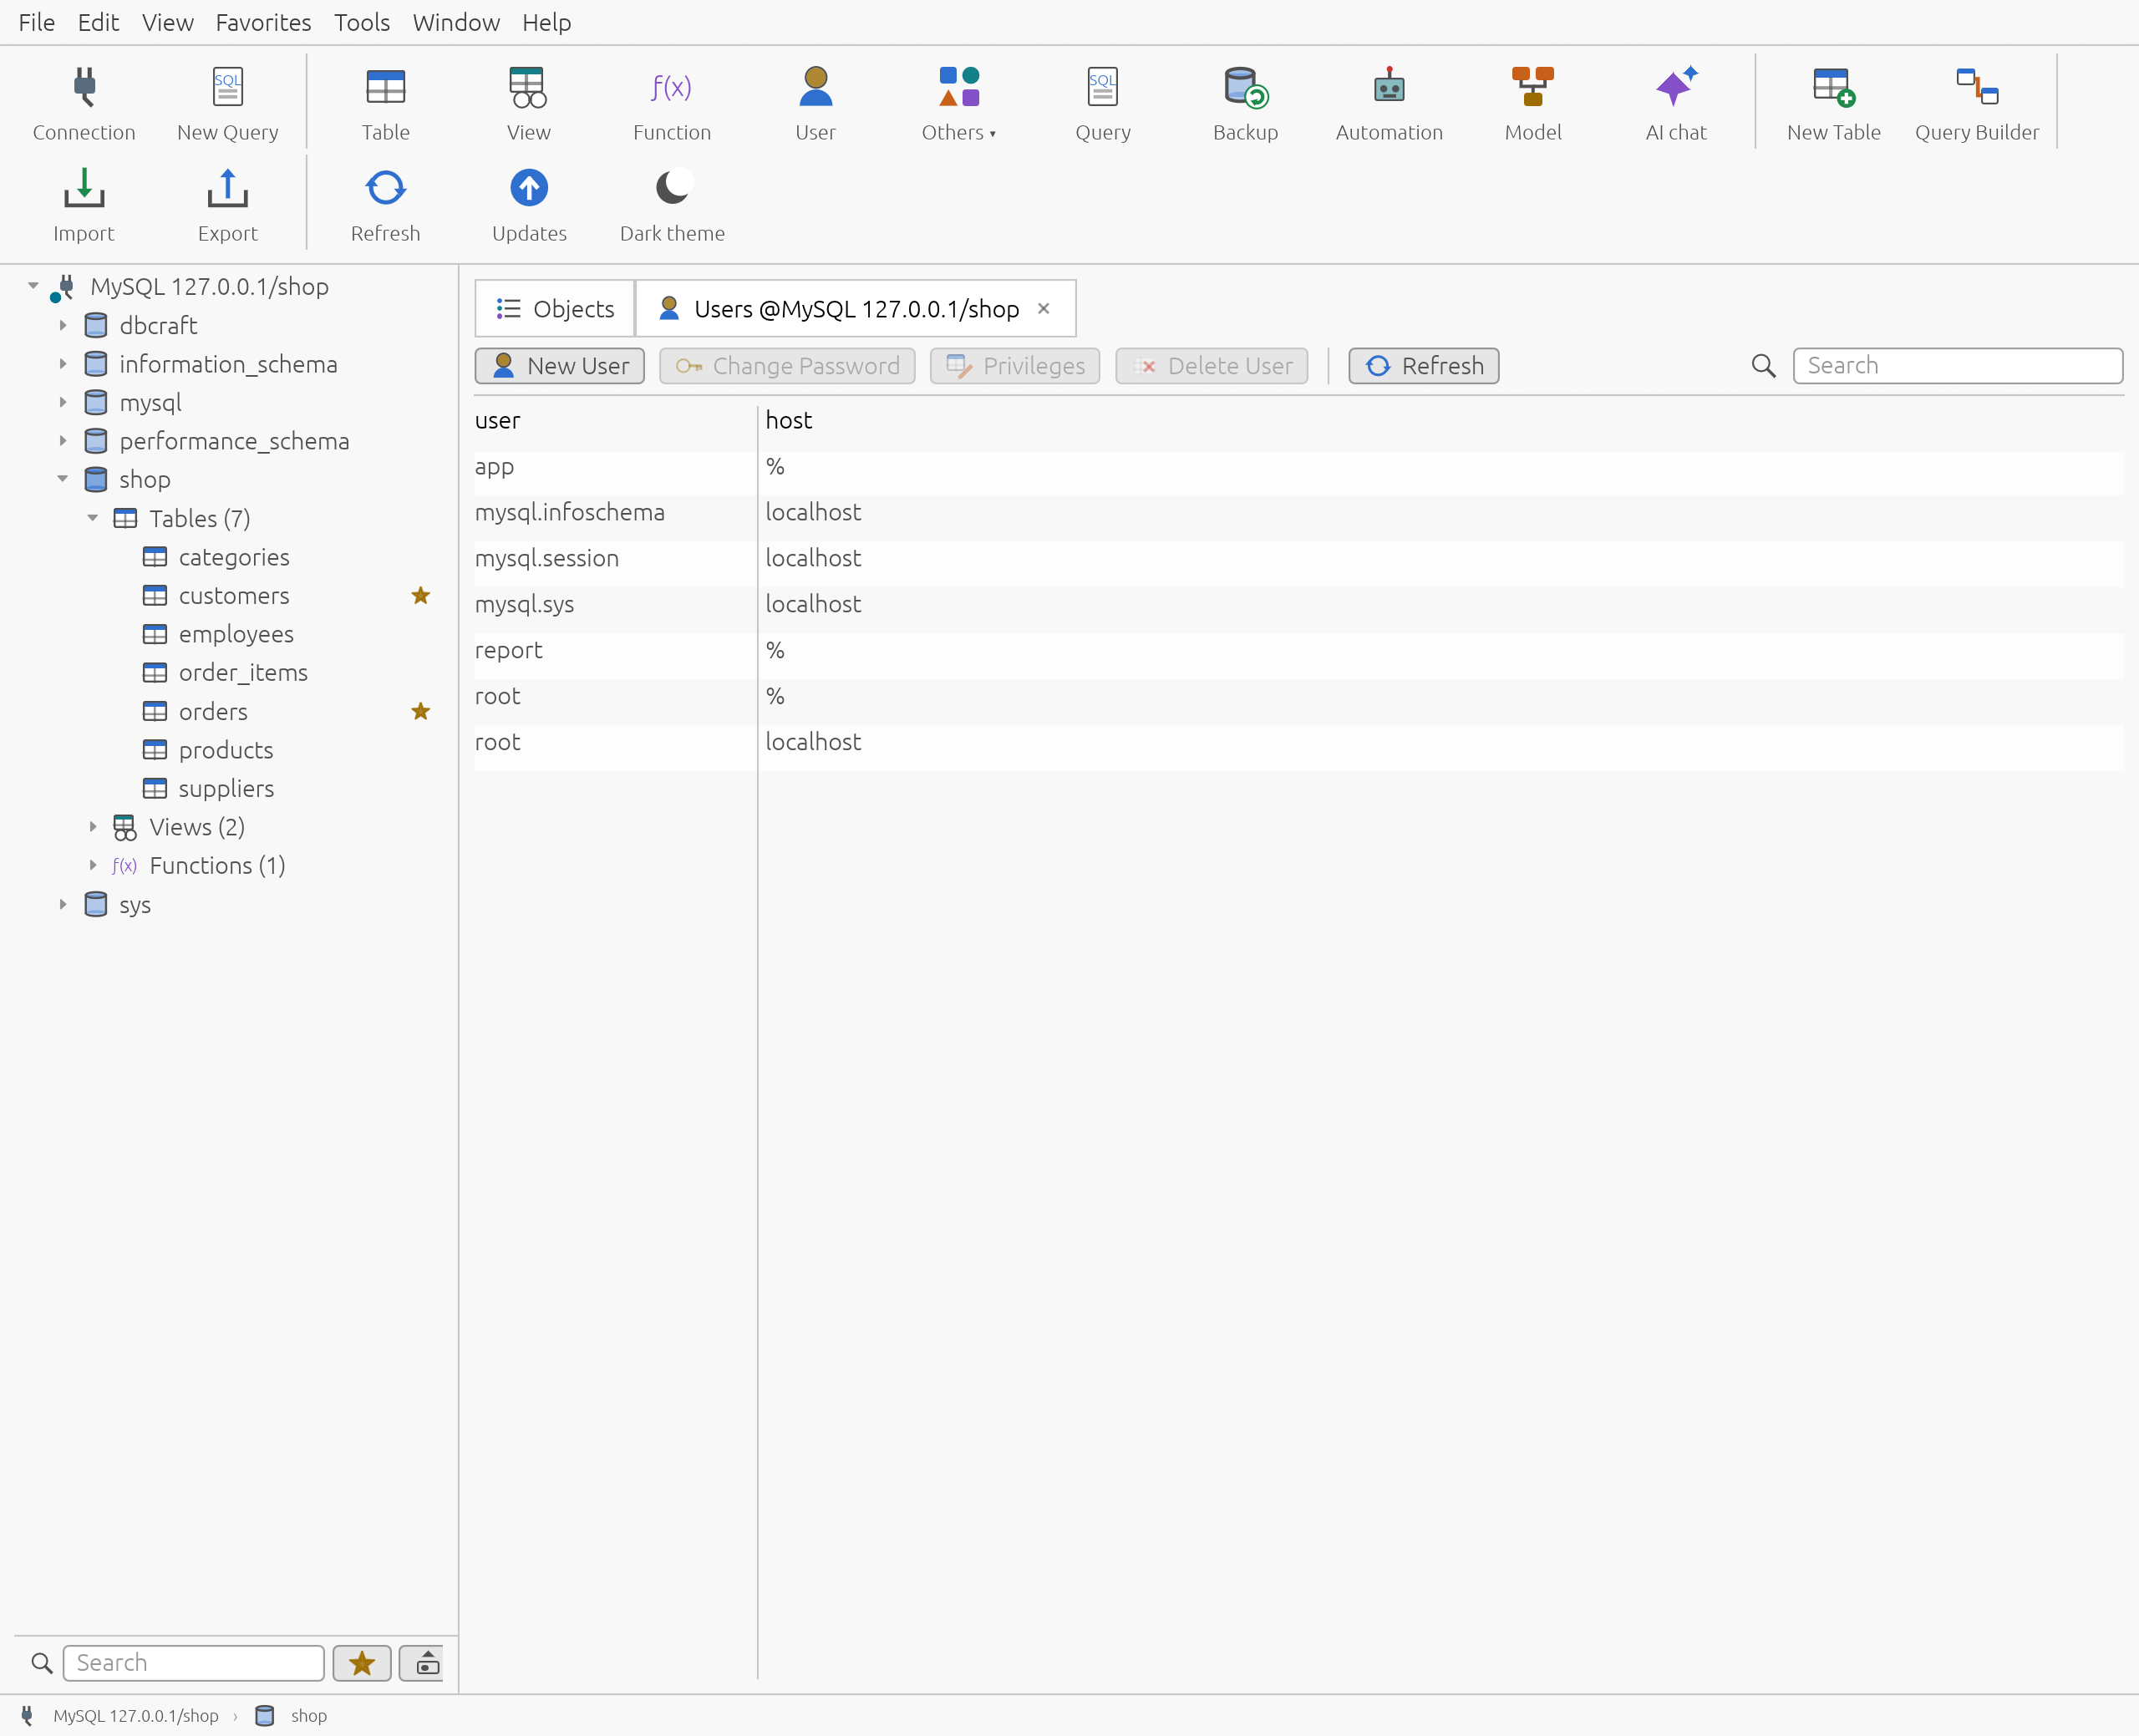 File Edit View Favorites Tools Window Help
Connection New Query Table View Function User Others ▾ Query Backup Automation Model AI chat New Table Query Builder
Import Export Refresh Updates Dark theme
MySQL 127.0.0.1/shop
dbcraft
information_schema
mysql
performance_schema
shop
Tables (7)
categories
customers
employees
order_items
orders
products
suppliers
Views (2)
Functions (1)
sys
Search
Objects Users @MySQL 127.0.0.1/shop ×
New User Change Password Privileges Delete User Refresh Search
user host
app %
mysql.infoschema localhost
mysql.session localhost
mysql.sys localhost
report %
root %
root localhost
MySQL 127.0.0.1/shop › shop